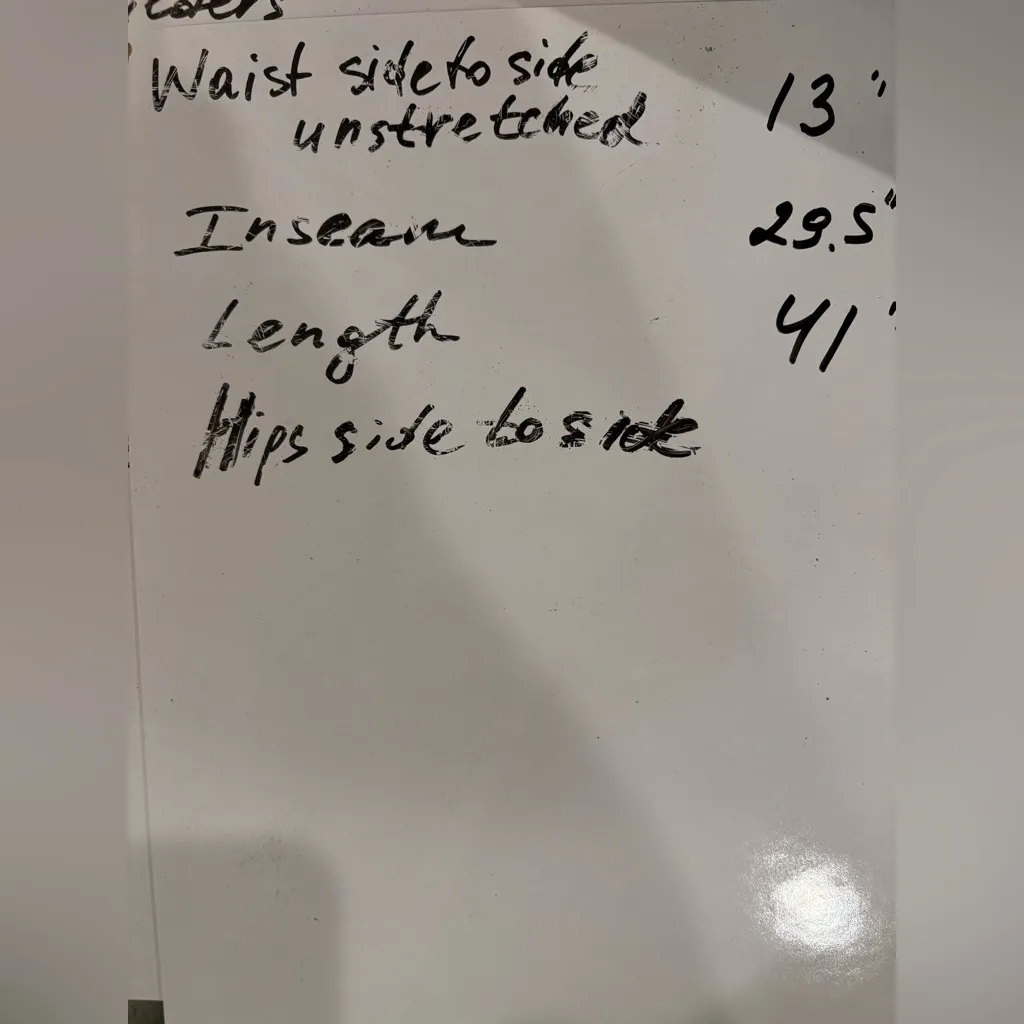 Waist side to side 13"
unstretched
Inseam 29.5"
Length 41"
Hips side to side